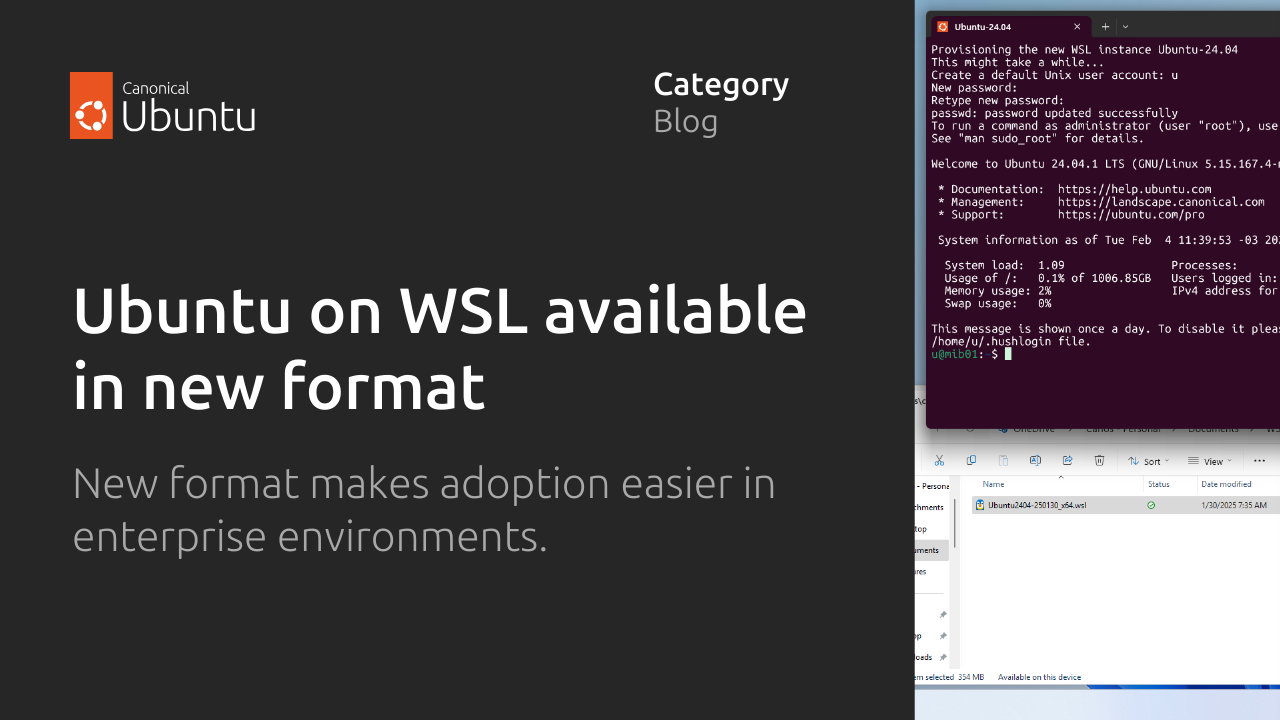 Canonical
Ubuntu
Category
Blog
Ubuntu on WSL available
in new format
New format makes adoption easier in
enterprise environments.
Ubuntu-24.04
Provisioning the new WSL instance Ubuntu-24.04
This might take a while...
Create a default Unix user account: u
New password:
Retype new password:
passwd: password updated successfully
To run a command as administrator (user "root"), use
See "man sudo_root" for details.
Welcome to Ubuntu 24.04.1 LTS (GNU/Linux 5.15.167.4-
* Documentation: https://help.ubuntu.com
* Management: https://landscape.canonical.com
* Support: https://ubuntu.com/pro
System information as of Tue Feb 4 11:39:53 -03 202
System load: 1.09 Processes:
Usage of /: 0.1% of 1006.85GB Users logged in:
Memory usage: 2% IPv4 address for
Swap usage: 0%
This message is shown once a day. To disable it plea
/home/u/.hushlogin file.
u@mib01:~$
OneDrive Carlos - Personal Documents
Sort View ...
Name Status Date modified
- Persona
Ubuntu2404-250130_x64.wsl 1/30/2025 7:35 AM
chments
top
uments
ures
op
loads
em selected 354 MB Available on this device